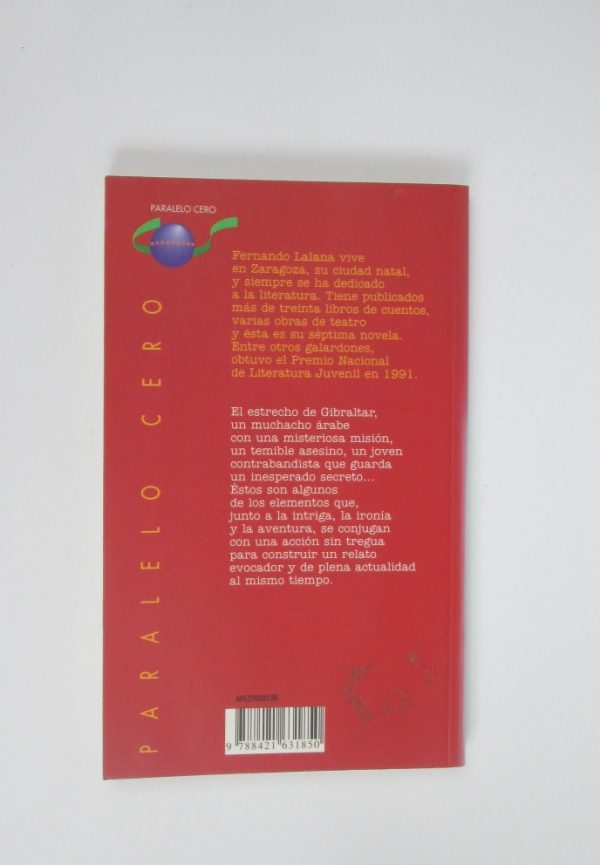 PARALELO CERO
PARALELO CERO
Fernando Lalana vive
en Zaragoza, su ciudad natal,
y siempre se ha dedicado
a la literatura. Tiene publicados
más de treinta libros de cuentos,
varias obras de teatro
y ésta es su séptima novela.
Entre otros galardones,
obtuvo el Premio Nacional
de Literatura Juvenil en 1991.
El estrecho de Gibraltar,
un muchacho árabe
con una misteriosa misión,
un temible asesino, un joven
contrabandista que guarda
un inesperado secreto...
Éstos son algunos
de los elementos que,
junto a la intriga, la ironía
y la aventura, se conjugan
con una acción sin tregua
para construir un relato
evocador y de plena actualidad
al mismo tiempo.
9 788421 631850